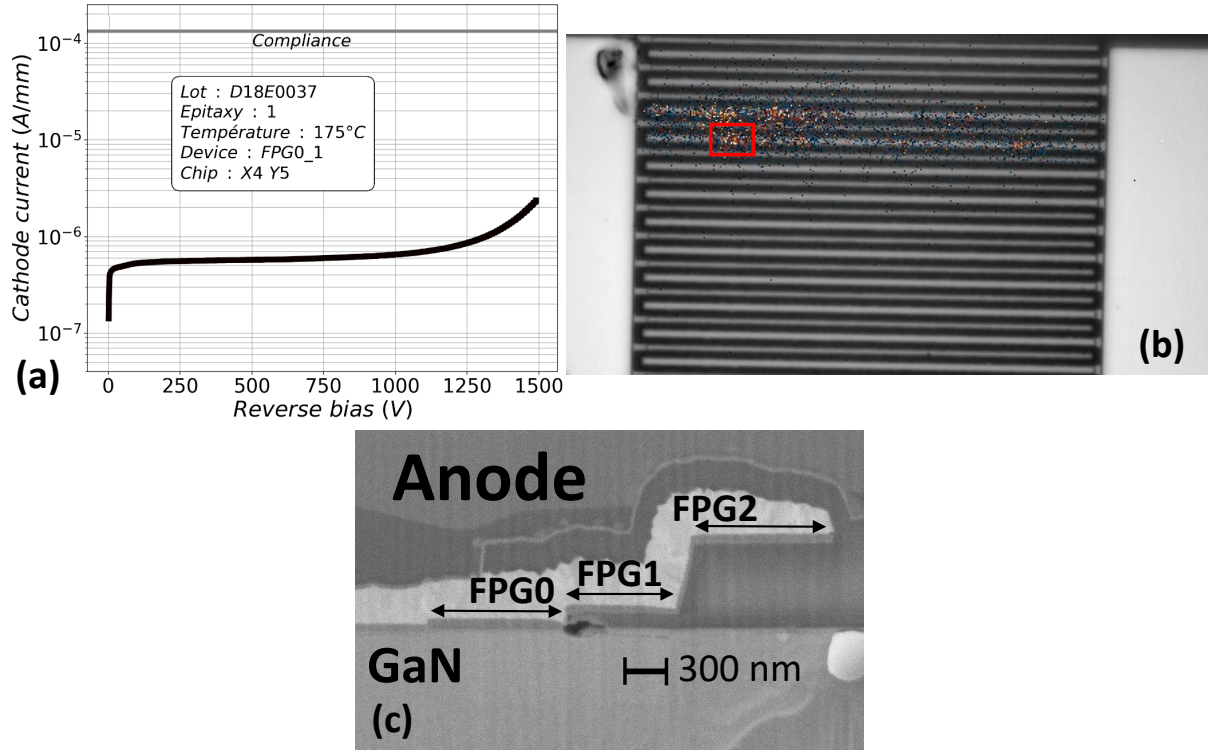 10⁻⁴
10⁻⁵
10⁻⁶
10⁻⁷
Cathode current (A/mm)
Compliance
Lot : D18E0037
Epitaxy : 1
Température : 175°C
Device : FPG0_1
Chip : X4 Y5
0 250 500 750 1000 1250 1500
Reverse bias (V)
(a)
(b)
Anode
FPG2
FPG1
FPG0
GaN
300 nm
(c)